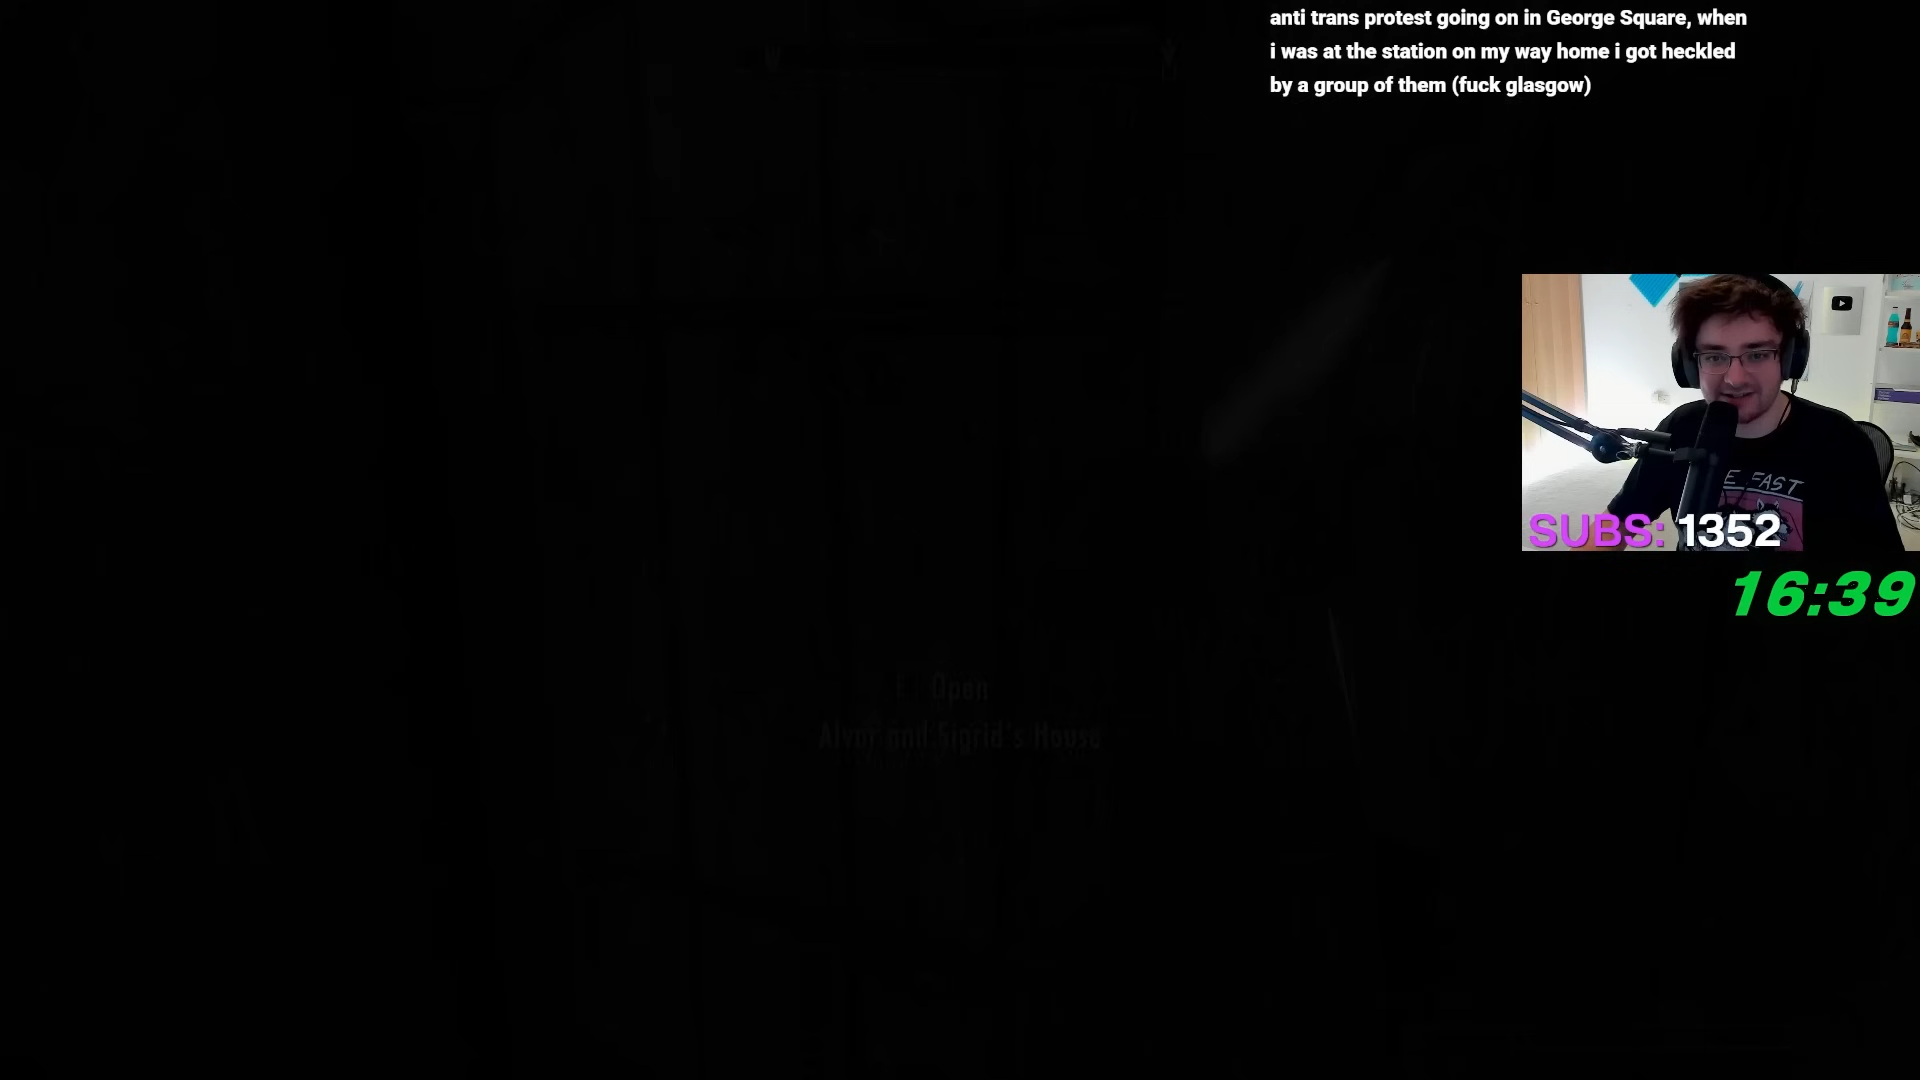 anti trans protest going on in George Square, when
i was at the station on my way home i got heckled
by a group of them (fuck glasgow)
E FAST
SUBS: 1352
16:39
E Open
Alvor and Sigrid's House